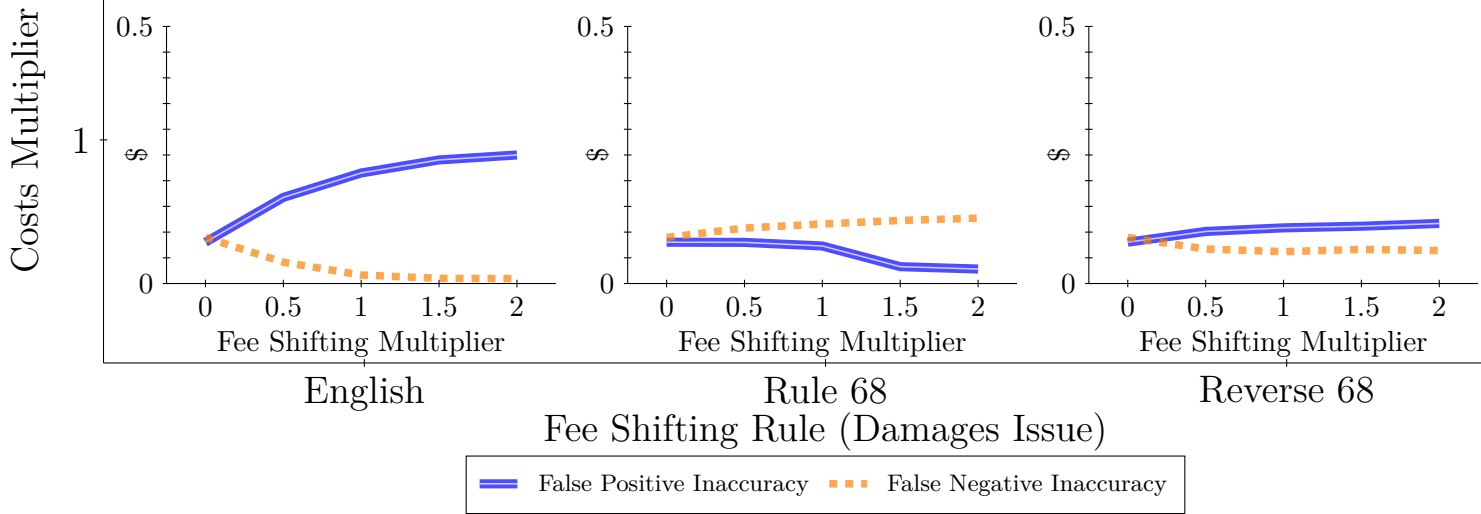 Costs Multiplier
1
0.5
$
0
0 0.5 1 1.5 2
Fee Shifting Multiplier
English
0.5
$
0
0 0.5 1 1.5 2
Fee Shifting Multiplier
Rule 68
0.5
$
0
0 0.5 1 1.5 2
Fee Shifting Multiplier
Reverse 68
Fee Shifting Rule (Damages Issue)
False Positive Inaccuracy False Negative Inaccuracy